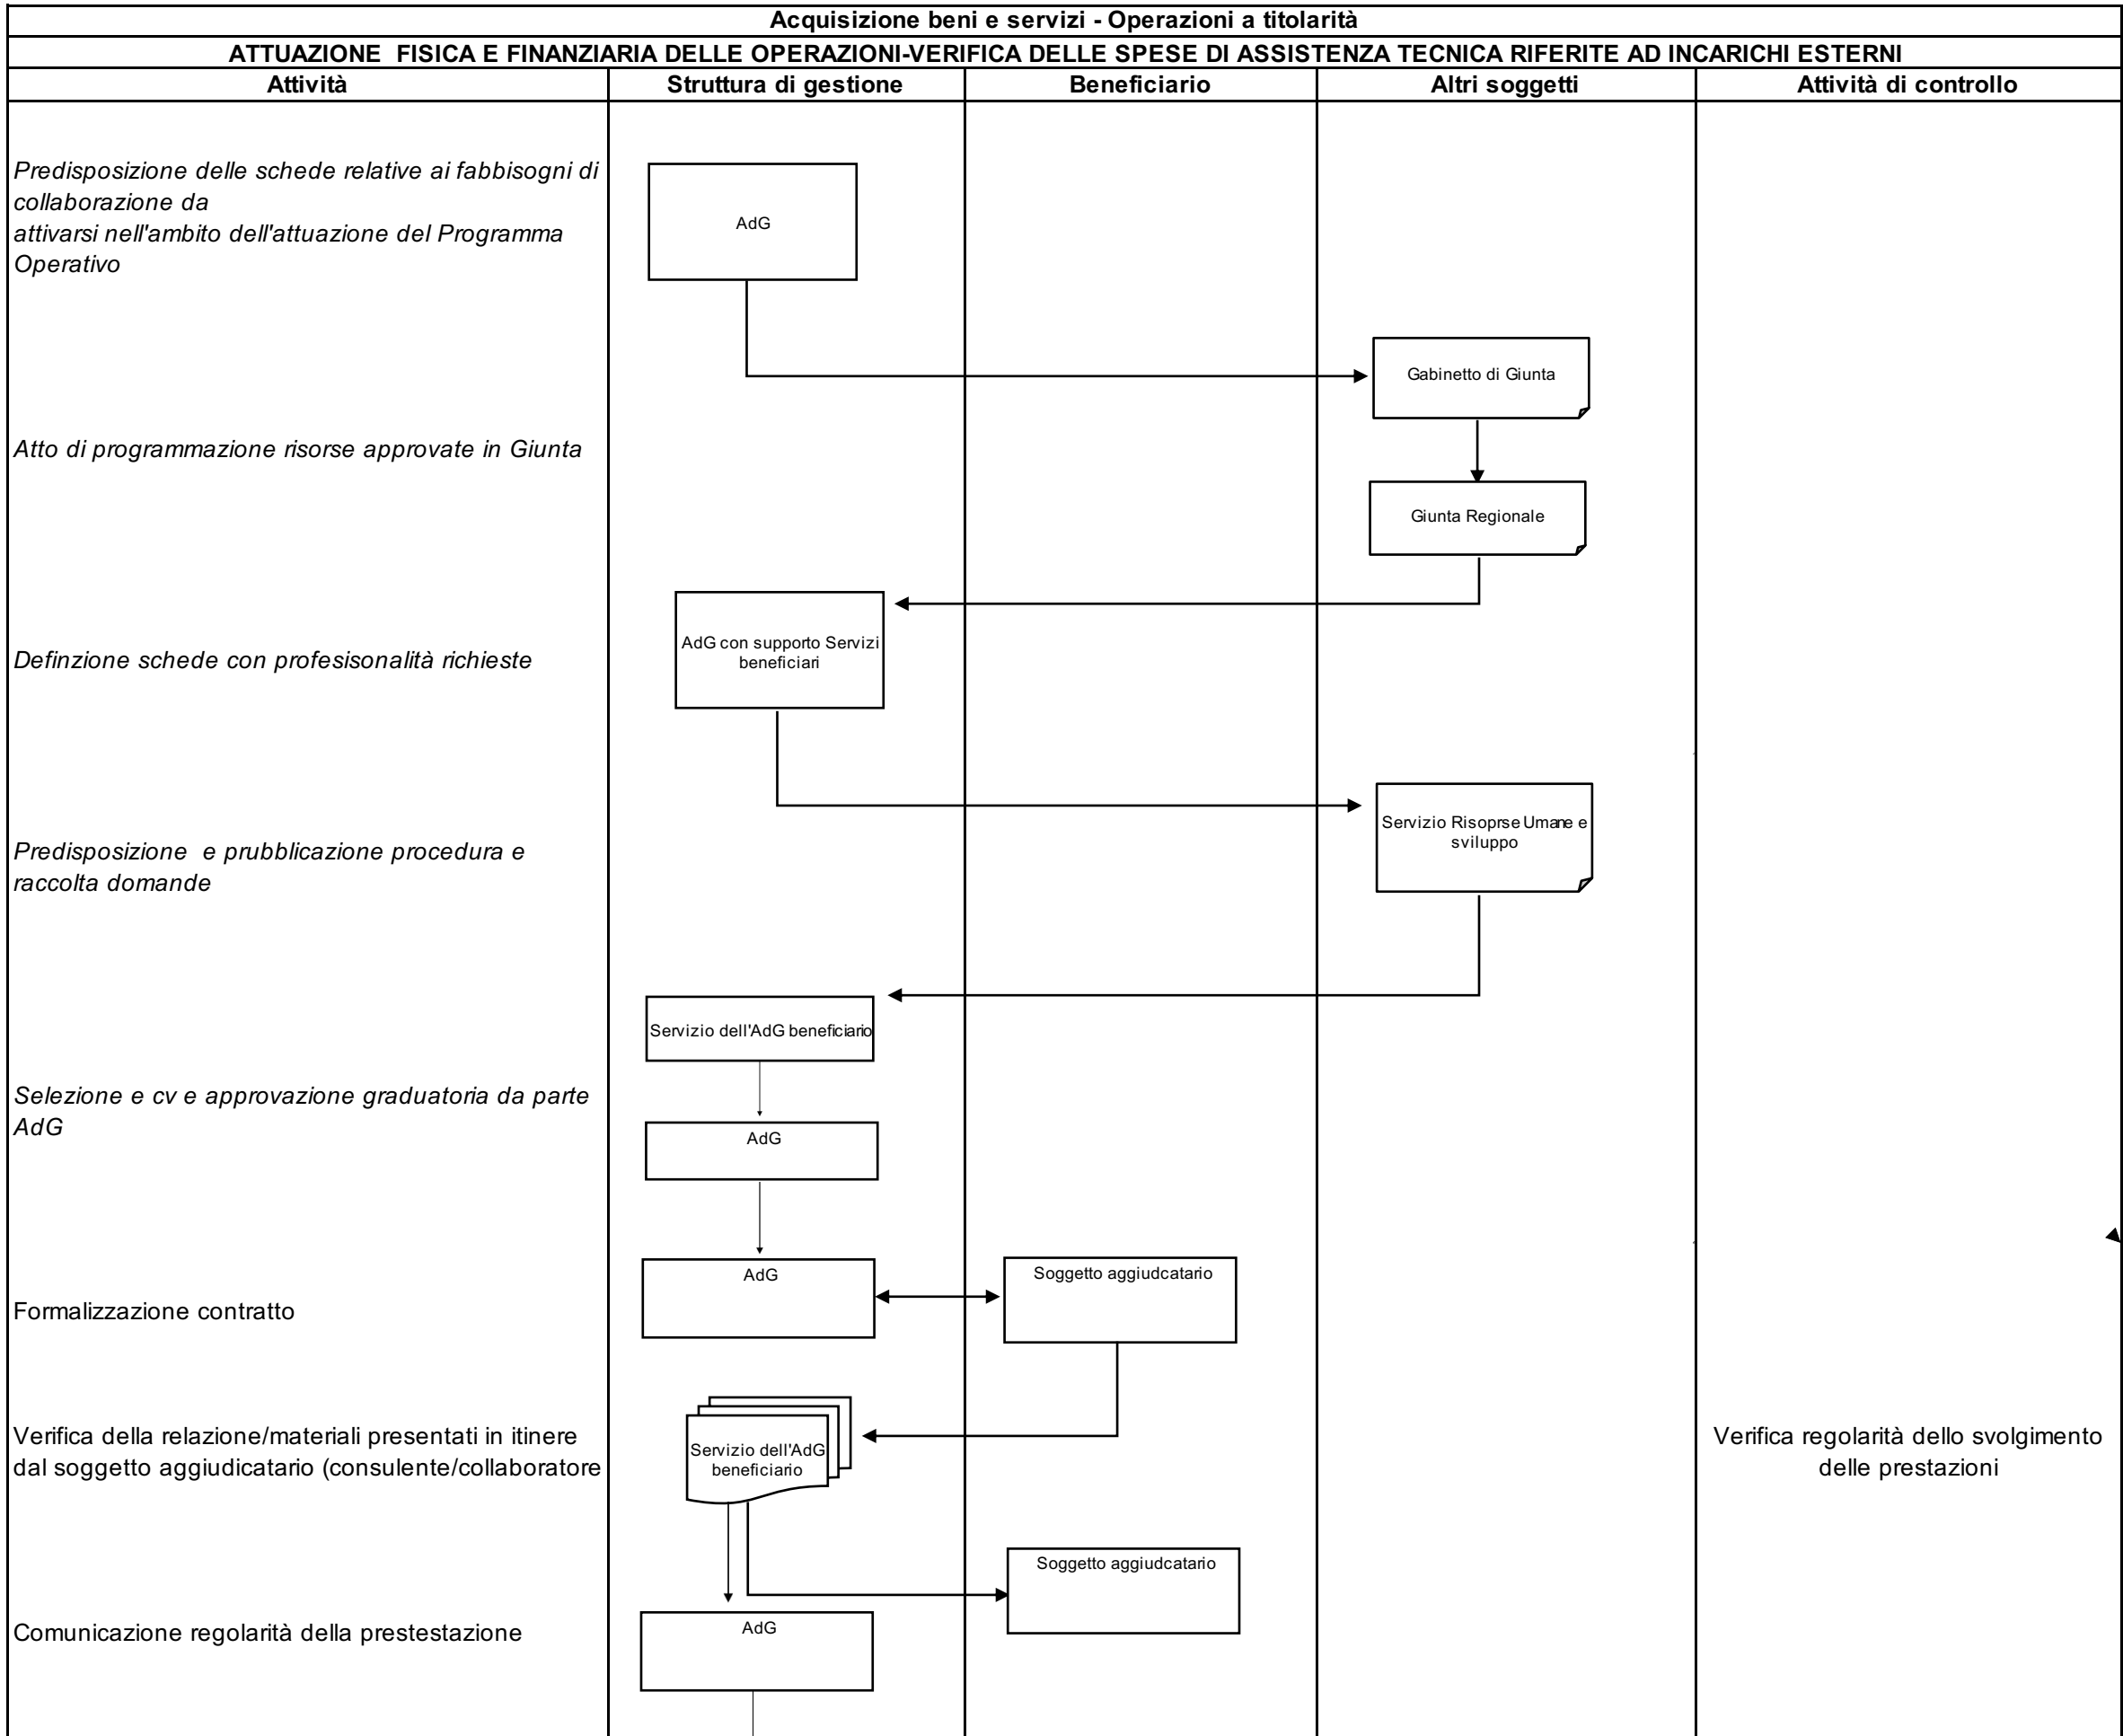 Acquisizione beni e servizi - Operazioni a titolarità
ATTUAZIONE  FISICA E FINANZIARIA DELLE OPERAZIONI-VERIFICA DELLE SPESE DI ASSISTENZA TECNICA RIFERITE AD INCARICHI ESTERNI
Attività
Struttura di gestione
Beneficiario
Altri soggetti
Attività di controllo
Predisposizione delle schede relative ai fabbisogni di
collaborazione da
attivarsi nell'ambito dell'attuazione del Programma
Operativo
AdG
Gabinetto di Giunta
Atto di programmazione risorse approvate in Giunta
Giunta Regionale
AdG con supporto Servizi
beneficiari
Definzione schede con profesisonalità richieste
Servizio Risoprse Umane e
sviluppo
Predisposizione  e prubblicazione procedura e
raccolta domande
Servizio dell'AdG beneficiario
Selezione e cv e approvazione graduatoria da parte
AdG
AdG
AdG
Soggetto aggiudcatario
Formalizzazione contratto
Verifica della relazione/materiali presentati in itinere
dal soggetto aggiudicatario (consulente/collaboratore
Servizio dell'AdG
beneficiario
Verifica regolarità dello svolgimento
delle prestazioni
Soggetto aggiudcatario
Comunicazione regolarità della prestestazione
AdG